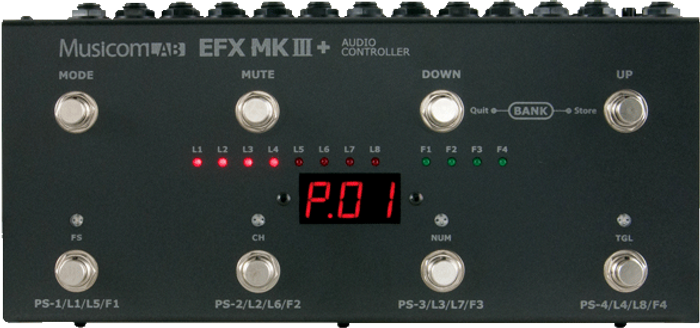 MusicomLAB EFX MK III + AUDIO
CONTROLLER
MODE MUTE DOWN UP
Quit BANK Store
L1 L2 L3 L4 L5 L6 L7 L8 F1 F2 F3 F4
P.01
FS CH NUM TGL
PS-1/L1/L5/F1 PS-2/L2/L6/F2 PS-3/L3/L7/F3 PS-4/L4/L8/F4